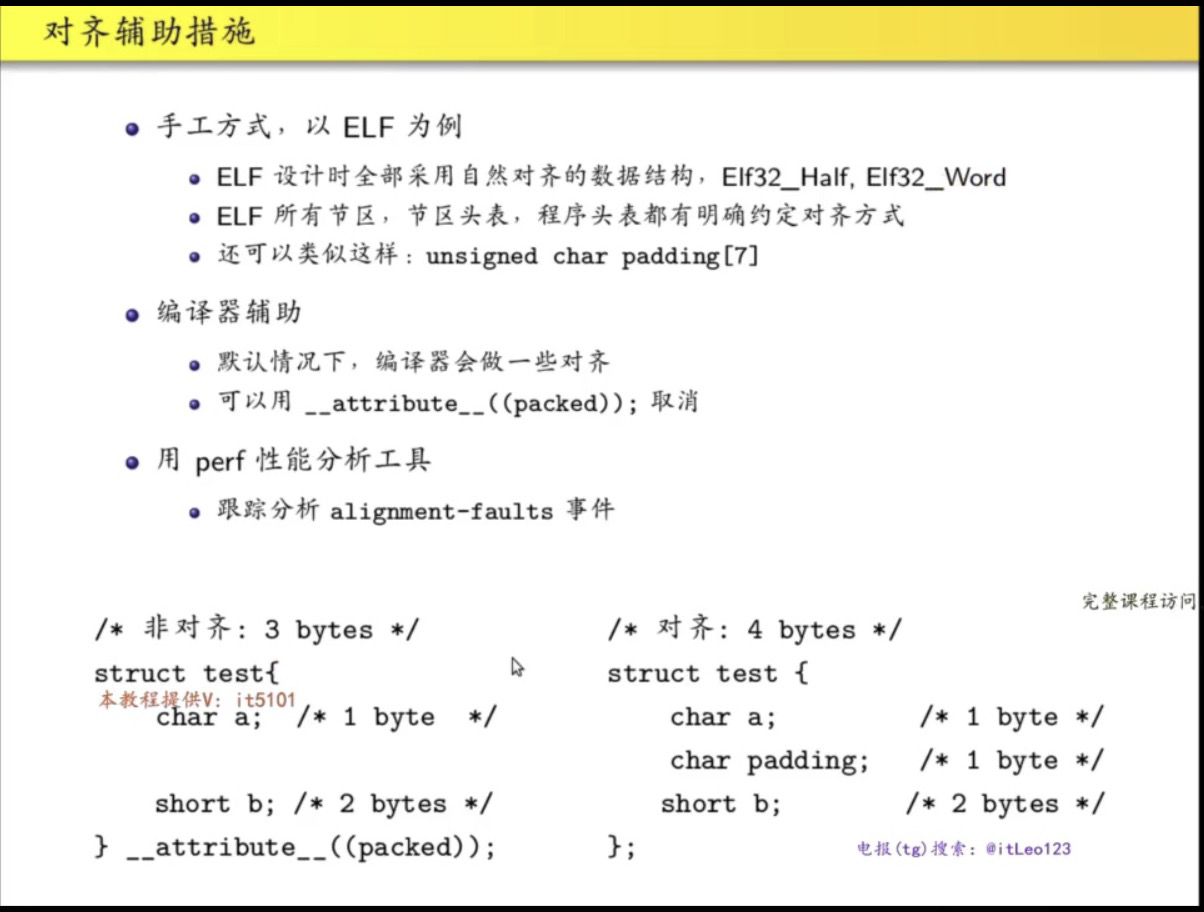 对齐辅助措施
手工方式，以 ELF 为例
ELF 设计时全部采用自然对齐的数据结构，Elf32_Half, Elf32_Word
ELF 所有节区，节区头表，程序头表都有明确约定对齐方式
还可以类似这样：unsigned char padding[7]
编译器辅助
默认情况下，编译器会做一些对齐
可以用 __attribute__((packed)); 取消
用 perf 性能分析工具
跟踪分析 alignment-faults 事件
完整课程访问
/* 非对齐: 3 bytes */
struct test{
本教程提供V: it5101
char a; /* 1 byte */
short b; /* 2 bytes */
} __attribute__((packed));
/* 对齐: 4 bytes */
struct test {
char a; /* 1 byte */
char padding; /* 1 byte */
short b; /* 2 bytes */
};
电报(tg)搜索: @itLeo123